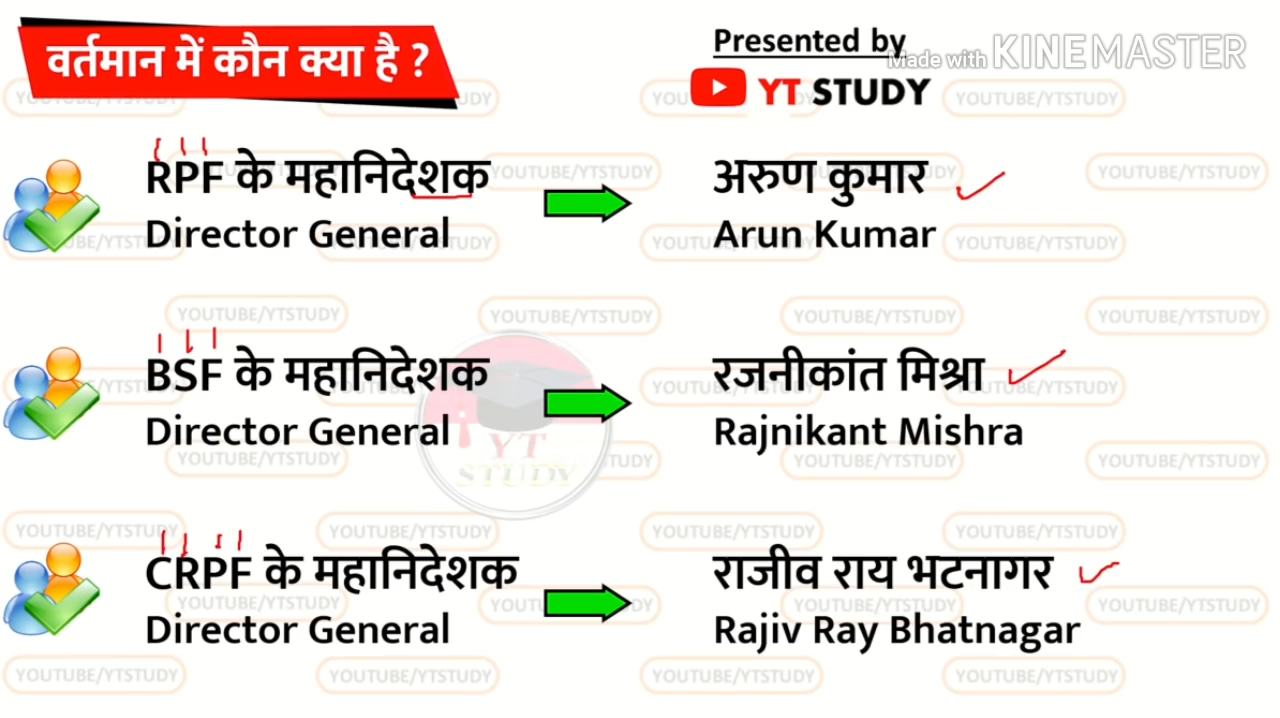 वर्तमान में कौन क्या है ?
Presented by
Made with KINEMASTER
YT STUDY
RPF के महानिदेशक
अरुण कुमार
Director General
Arun Kumar
BSF के महानिदेशक
रजनीकांत मिश्रा
Director General
Rajnikant Mishra
YT
STUDY
CRPF के महानिदेशक
राजीव राय भटनागर
Director General
Rajiv Ray Bhatnagar
YOUTUBE/YTSTUDY